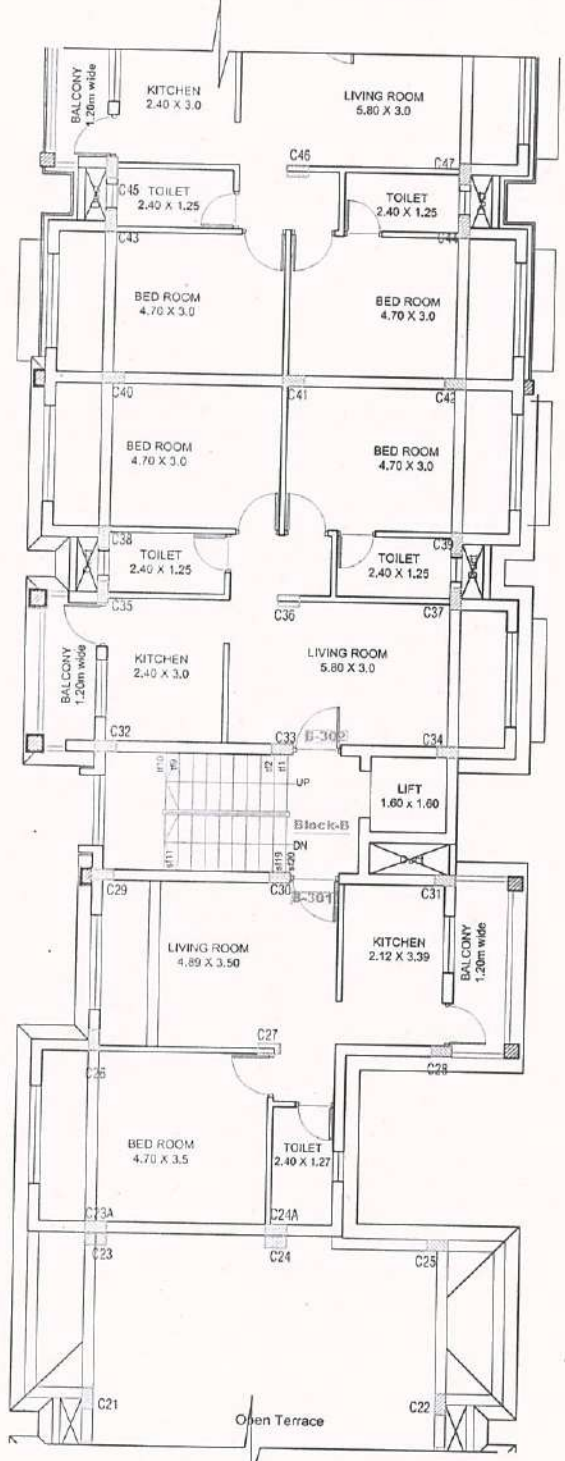 BALCONY
1.20m wide
KITCHEN
2.40 X 3.0
LIVING ROOM
5.80 X 3.0
C46
C47
C45
TOILET
2.40 X 1.25
TOILET
2.40 X 1.25
C43
C44
BED ROOM
4.70 X 3.0
BED ROOM
4.70 X 3.0
C40
C41
C42
BED ROOM
4.70 X 3.0
BED ROOM
4.70 X 3.0
C38
C39
TOILET
2.40 X 1.25
TOILET
2.40 X 1.25
C35
C36
C37
BALCONY
1.20m wide
KITCHEN
2.40 X 3.0
LIVING ROOM
5.80 X 3.0
C32
C33
B-302
C34
tf10
tf9
tf2
tf1
UP
LIFT
1.60 x 1.60
Block-B
DN
sf11
sf19
sf20
C29
C30
B-301
C31
LIVING ROOM
4.89 X 3.50
KITCHEN
2.12 X 3.39
BALCONY
1.20m wide
C27
C26
C28
BED ROOM
4.70 X 3.5
TOILET
2.40 X 1.27
C23A
C24A
C23
C24
C25
C21
C22
Open Terrace